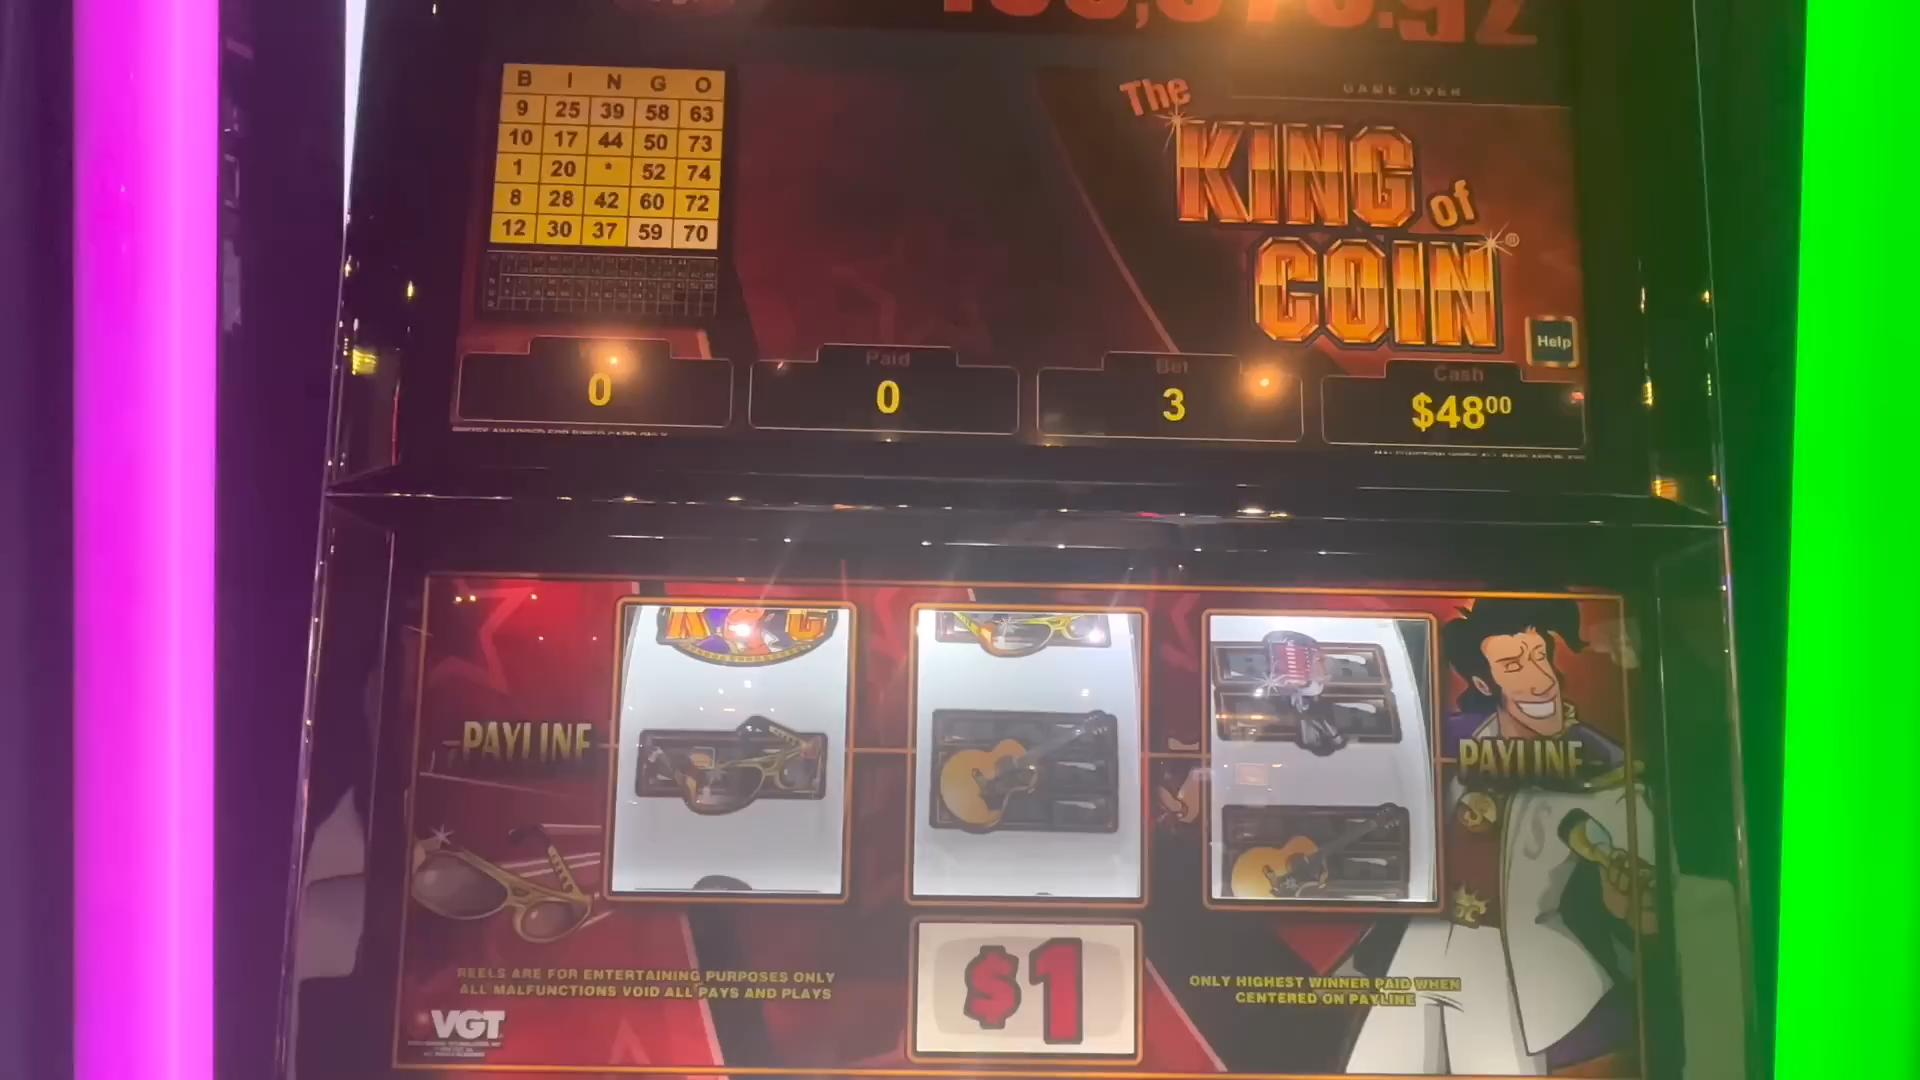 The
KING
of
COIN
®
GAME OVER
B I N G O
9 25 39 58 63
10 17 44 50 73
1 20 * 52 74
8 28 42 60 72
12 30 37 59 70
Help
0
Paid
0
Bet
3
Cash
$48⁰⁰
K G
PAYLINE
PAYLINE
REELS ARE FOR ENTERTAINING PURPOSES ONLY
ALL MALFUNCTIONS VOID ALL PAYS AND PLAYS
ONLY HIGHEST WINNER PAID WHEN
CENTERED ON PAYLINE
$1
VGT